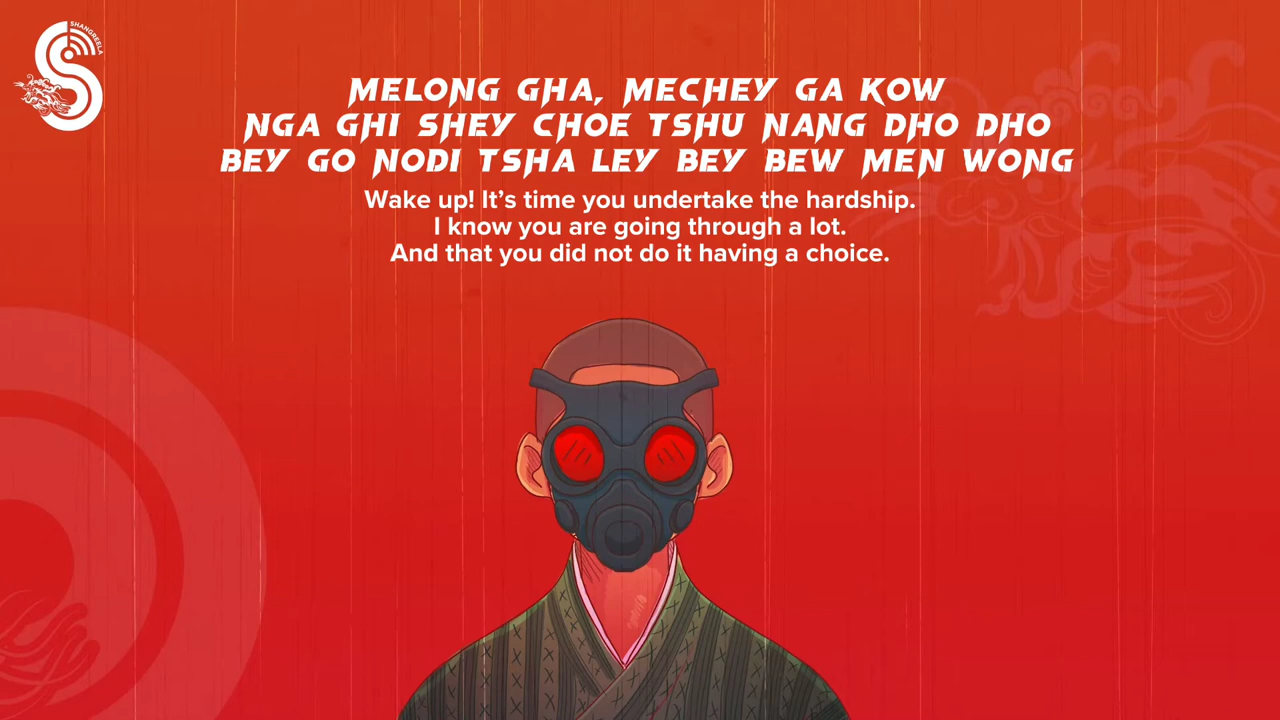 SHANGREELA
MELONG GHA, MECHEY GA KOW
NGA GHI SHEY CHOE TSHU NANG DHO DHO
BEY GO NODI TSHA LEY BEY BEW MEN WONG
Wake up! It’s time you undertake the hardship.
I know you are going through a lot.
And that you did not do it having a choice.